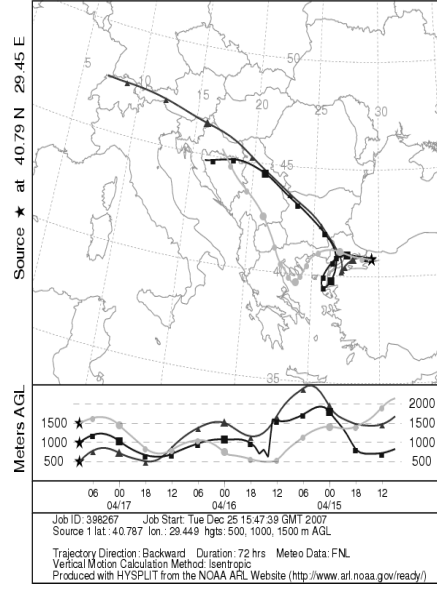 Source ★ at 40.79 N 29.45 E
5
10
15
20
25
30
50
45
40
35
Meters AGL
1500
1000
500
2000
1500
1000
500
06 00 18 12 06 00 18 12 06 00 18 12
04/17 04/16 04/15
Job ID: 398267 Job Start: Tue Dec 25 15:47:39 GMT 2007
Source 1 lat.: 40.787 lon.: 29.449 hgts: 500, 1000, 1500 m AGL
Trajectory Direction: Backward Duration: 72 hrs Meteo Data: FNL
Vertical Motion Calculation Method: Isentropic
Produced with HYSPLIT from the NOAA ARL Website (http://www.arl.noaa.gov/ready/)